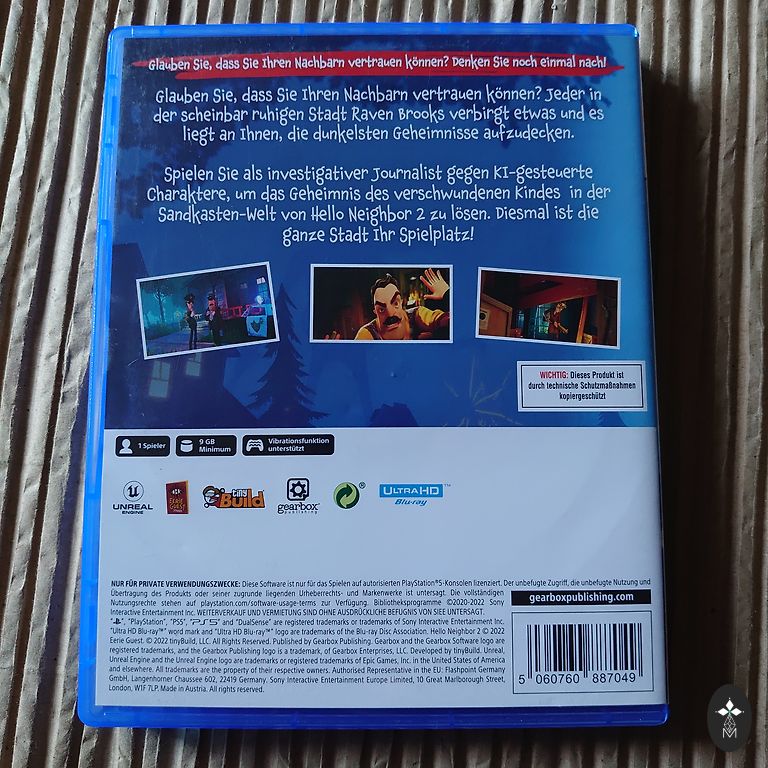 Glauben Sie, dass Sie Ihren Nachbarn vertrauen können? Denken Sie noch einmal nach!
Glauben Sie, dass Sie Ihren Nachbarn vertrauen können? Jeder in
der scheinbar ruhigen Stadt Raven Brooks verbirgt etwas und es
liegt an Ihnen, die dunkelsten Geheimnisse aufzudecken.
Spielen Sie als investigativer Journalist gegen KI-gesteuerte
Charaktere, um das Geheimnis des verschwundenen Kindes in der
Sandkasten-Welt von Hello Neighbor 2 zu lösen. Diesmal ist die
ganze Stadt Ihr Spielplatz!
WICHTIG: Dieses Produkt ist
durch technische Schutzmaßnahmen
kopiergeschützt
1 Spieler
9 GB
Minimum
Vibrationsfunktion
unterstützt
UNREAL
ENGINE
EERIE
GUEST
tiny
Build
gearbox
publishing
ULTRA HD™
Blu-ray
NUR FÜR PRIVATE VERWENDUNGSZWECKE: Diese Software ist nur für das Spielen auf autorisierten PlayStation®5-Konsolen lizenziert. Der unbefugte Zugriff, die unbefugte Nutzung und
Übertragung des Produkts oder seiner zugrunde liegenden Urheberrechts- und Markenwerke ist untersagt. Die vollständigen
Nutzungsrechte stehen auf playstation.com/software-usage-terms zur Verfügung. Bibliotheksprogramme ©2020-2022 Sony
Interactive Entertainment Inc. WEITERVERKAUF UND VERMIETUNG SIND OHNE AUSDRÜCKLICHE BEFUGNIS VON SIEE UNTERSAGT.
"PlayStation", "PS5", "PS5" and "DualSense" are registered trademarks or trademarks of Sony Interactive Entertainment Inc.
"Ultra HD Blu-ray™" word mark and "Ultra HD Blu-ray™" logo are trademarks of the Blu-ray Disc Association. Hello Neighbor 2 © 2022
Eerie Guest. © 2022 tinyBuild, LLC. All Rights Reserved. Published by Gearbox Publishing. Gearbox and the Gearbox Software logo are registered
trademarks, and the Gearbox Publishing logo is a trademark, of Gearbox Enterprises, LLC. Developed by tinyBuild. Unreal,
Unreal Engine and the Unreal Engine logo are trademarks or registered trademarks of Epic Games, Inc. in the United States of America
and elsewhere. All trademarks are the property of their respective owners. Authorised Representative in the EU: Flashpoint Germany
GmbH, Langenhorner Chaussee 602, 22419 Germany. Sony Interactive Entertainment Europe Limited, 10 Great Marlborough Street,
London, W1F 7LP. Made in Austria. All rights reserved.
gearboxpublishing.com
5 060760 887049
M